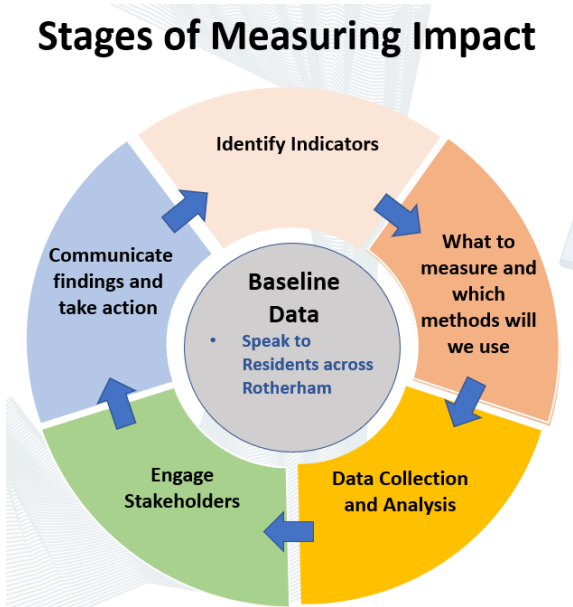 Stages of Measuring Impact
Identify Indicators
What to
measure and
which
methods will
we use
Data Collection
and Analysis
Engage
Stakeholders
Communicate
findings and
take action
Baseline
Data
• Speak to
Residents across
Rotherham